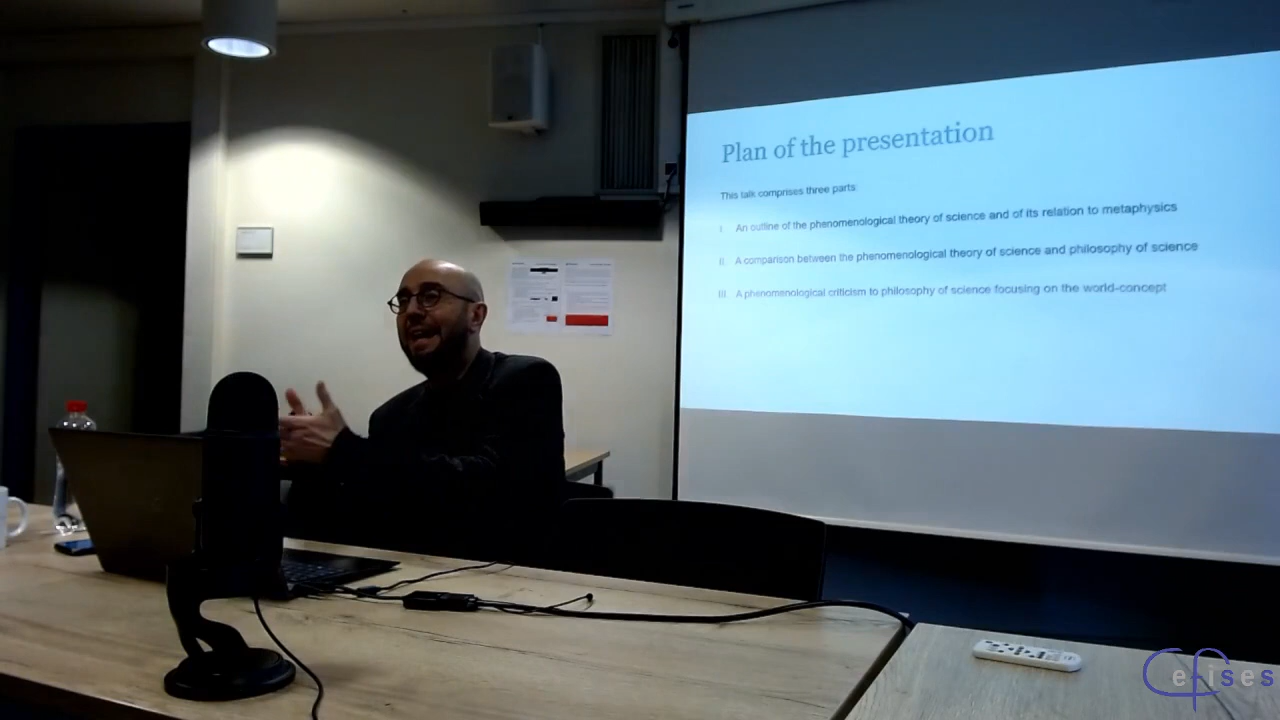 Plan of the presentation
This talk comprises three parts:
I. An outline of the phenomenological theory of science and of its relation to metaphysics
II. A comparison between the phenomenological theory of science and philosophy of science
III. A phenomenological criticism to philosophy of science focusing on the world-concept
Cefises